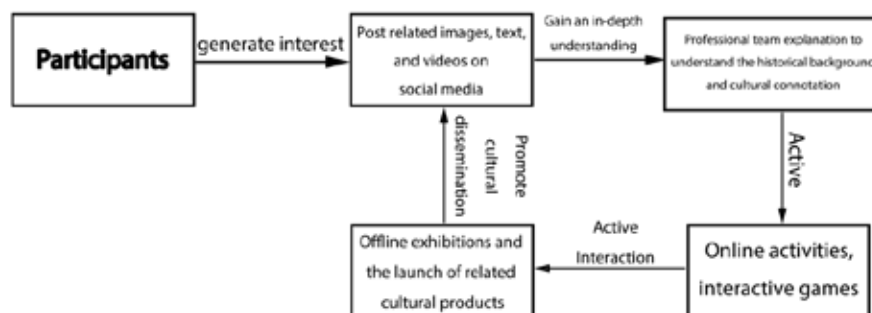 Participants
generate interest
Post related images, text,
and videos on
social media
Gain an in-depth
understanding
Professional team explanation to
understand the historical background
and cultural connotation
Active
Online activities,
interactive games
Active
Interaction
Offline exhibitions and
the launch of related
cultural products
Promote
cultural
dissemination